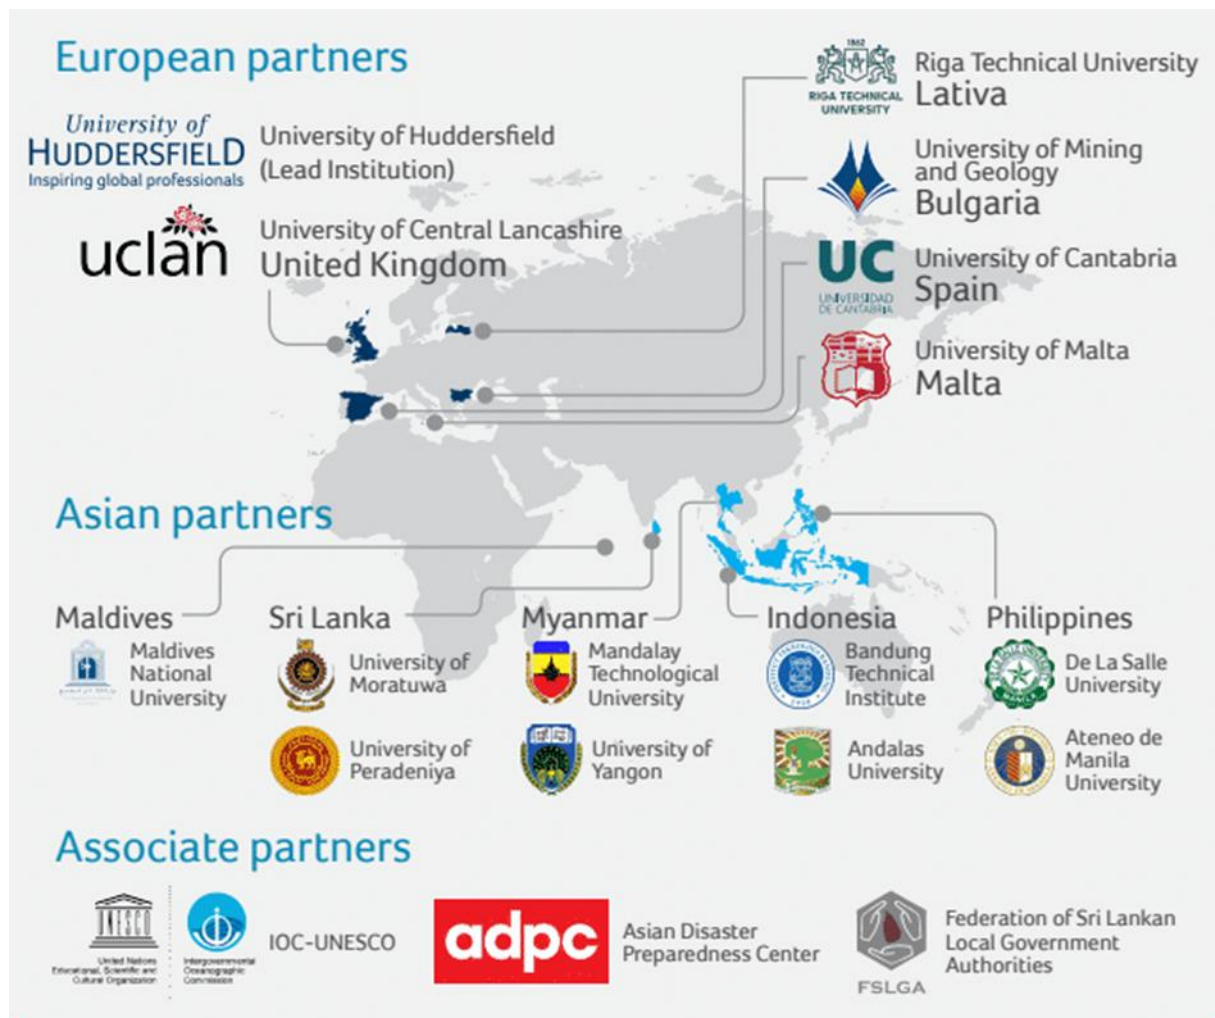 European partners
University of
HUDDERSFIELD
Inspiring global professionals
University of Huddersfield
(Lead Institution)
uclan
University of Central Lancashire
United Kingdom
1862
RIGA TECHNICAL
UNIVERSITY
Riga Technical University
Lativa
University of Mining
and Geology
Bulgaria
UC
UNIVERSIDAD
DE CANTABRIA
University of Cantabria
Spain
University of Malta
Malta
Asian partners
Maldives
Maldives
National
University
Sri Lanka
University of
Moratuwa
University of
Peradeniya
Myanmar
Mandalay
Technological
University
University of
Yangon
Indonesia
Bandung
Technical
Institute
Andalas
University
Philippines
De La Salle
University
Ateneo de
Manila
University
Associate partners
UNESCO
United Nations
Educational, Scientific and
Cultural Organization
Intergovernmental
Oceanographic
Commission
IOC-UNESCO
adpc
Asian Disaster
Preparedness Center
FSLGA
Federation of Sri Lankan
Local Government
Authorities